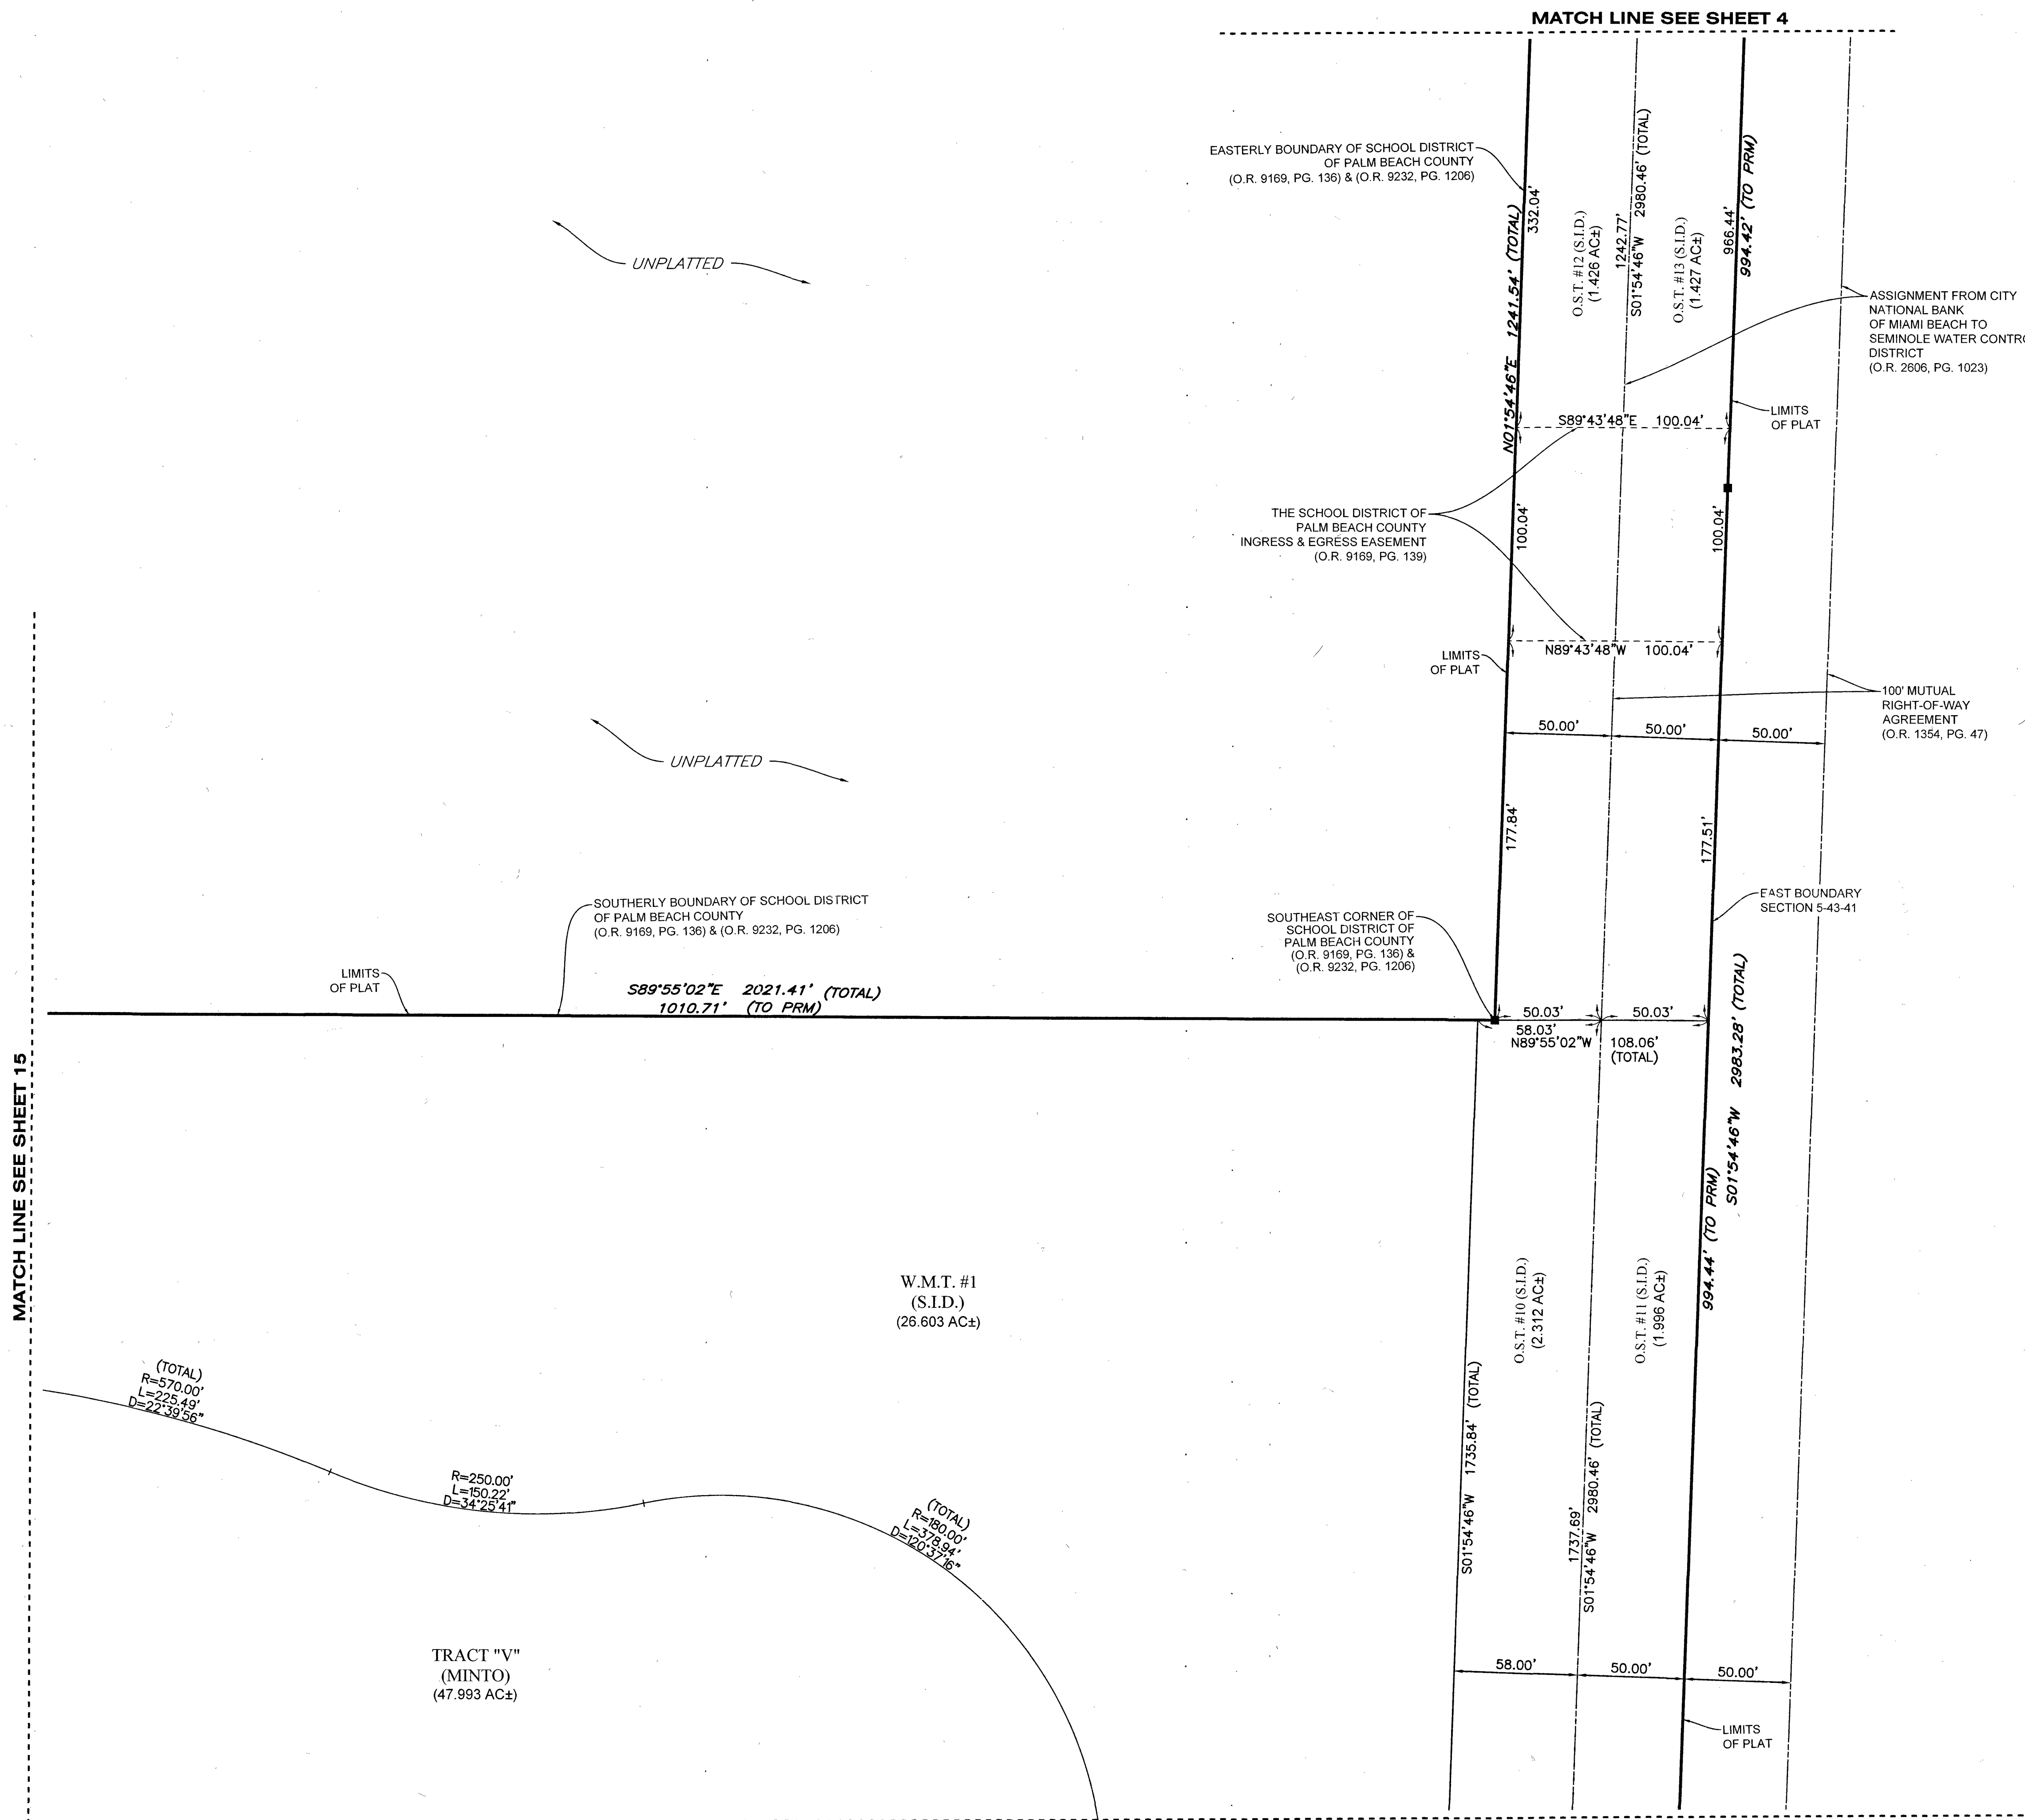 MATCH LINE SEE SHEET 4
EASTERLY BOUNDARY OF SCHOOL DISTRICT
OF PALM BEACH COUNTY
(O.R. 9169, PG. 136) & (O.R. 9232, PG. 1206)
332.04'
N01°54'46"E 1241.54' (TOTAL)
O.S.T. #12 (S.I.D.)
(1.426 AC±)
1242.77'
S01°54'46"W 2980.46' (TOTAL)
O.S.T. #13 (S.I.D.)
(1.427 AC±)
966.44'
994.42' (TO PRM)
UNPLATTED
ASSIGNMENT FROM CITY
NATIONAL BANK
OF MIAMI BEACH TO
SEMINOLE WATER CONTRO
DISTRICT
(O.R. 2606, PG. 1023)
LIMITS
OF PLAT
S89°43'48"E 100.04'
THE SCHOOL DISTRICT OF
PALM BEACH COUNTY
INGRESS & EGRESS EASEMENT
(O.R. 9169, PG. 139)
100.04'
100.04'
N89°43'48"W 100.04'
LIMITS
OF PLAT
100' MUTUAL
RIGHT-OF-WAY
AGREEMENT
(O.R. 1354, PG. 47)
50.00'
50.00'
50.00'
UNPLATTED
177.84'
177.51'
EAST BOUNDARY
SECTION 5-43-41
SOUTHERLY BOUNDARY OF SCHOOL DISTRICT
OF PALM BEACH COUNTY
(O.R. 9169, PG. 136) & (O.R. 9232, PG. 1206)
SOUTHEAST CORNER OF
SCHOOL DISTRICT OF
PALM BEACH COUNTY
(O.R. 9169, PG. 136) &
(O.R. 9232, PG. 1206)
LIMITS
OF PLAT
S89°55'02"E 2021.41' (TOTAL)
1010.71' (TO PRM)
50.03'
50.03'
58.03'
N89°55'02"W 108.06'
(TOTAL)
S01°54'46"W 2983.28' (TOTAL)
994.44' (TO PRM)
MATCH LINE SEE SHEET 15
W.M.T. #1
(S.I.D.)
(26.603 AC±)
O.S.T. #10 (S.I.D.)
(2.312 AC±)
O.S.T. #11 (S.I.D.)
(1.996 AC±)
(TOTAL)
R=570.00'
L=225.49'
D=22°39'56"
R=250.00'
L=150.22'
D=34°25'41"
(TOTAL)
R=180.00'
L=378.94'
D=120°37'16"
S01°54'46"W 1735.84' (TOTAL)
1737.69'
S01°54'46"W 2980.46' (TOTAL)
TRACT "V"
(MINTO)
(47.993 AC±)
58.00'
50.00'
50.00'
LIMITS
OF PLAT